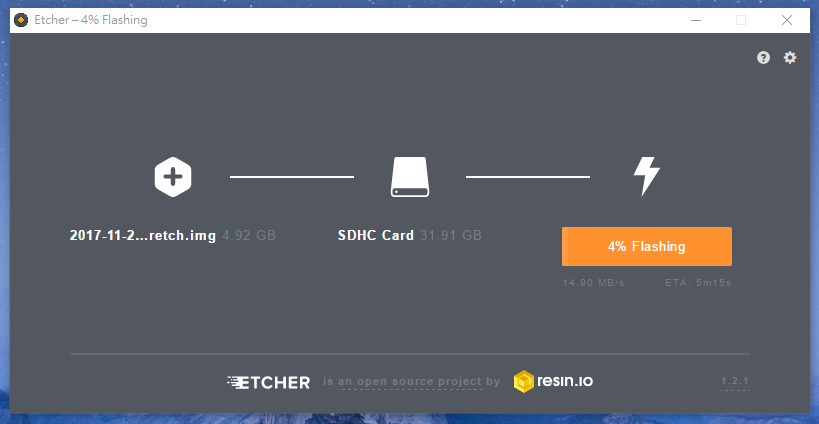 Etcher – 4% Flashing
2017-11-2...retch.img 4.92 GB
SDHC Card 31.91 GB
4% Flashing
14.90 MB/s ETA: 5m15s
ETCHER is an open source project by resin.io 1.2.1